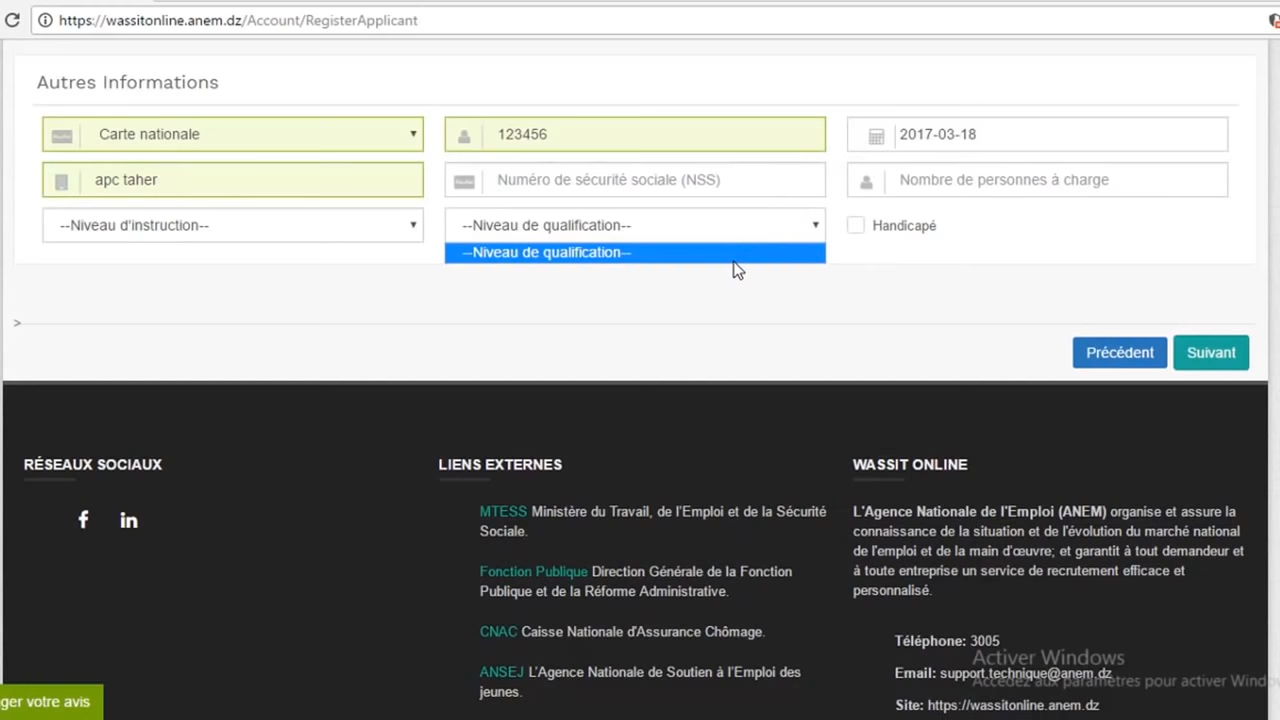 https://wassitonline.anem.dz/Account/RegisterApplicant
Autres Informations
Carte nationale
123456
2017-03-18
apc taher
Numéro de sécurité sociale (NSS)
Nombre de personnes à charge
--Niveau d'instruction--
--Niveau de qualification--
Handicapé
--Niveau de qualification--
>
Précédent
Suivant
RÉSEAUX SOCIAUX
LIENS EXTERNES
MTESS Ministère du Travail, de l'Emploi et de la Sécurité
Sociale.
Fonction Publique Direction Générale de la Fonction
Publique et de la Réforme Administrative.
CNAC Caisse Nationale d'Assurance Chômage.
ANSEJ L'Agence Nationale de Soutien à l'Emploi des
jeunes.
WASSIT ONLINE
L'Agence Nationale de l'Emploi (ANEM) organise et assure la
connaissance de la situation et de l'évolution du marché national
de l'emploi et de la main d'œuvre; et garantit à tout demandeur et
à toute entreprise un service de recrutement efficace et
personnalisé.
Téléphone: 3005
Email: support.technique@anem.dz
Site: https://wassitonline.anem.dz
Activer Windows
Accédez aux paramètres pour activer Windo
ger votre avis